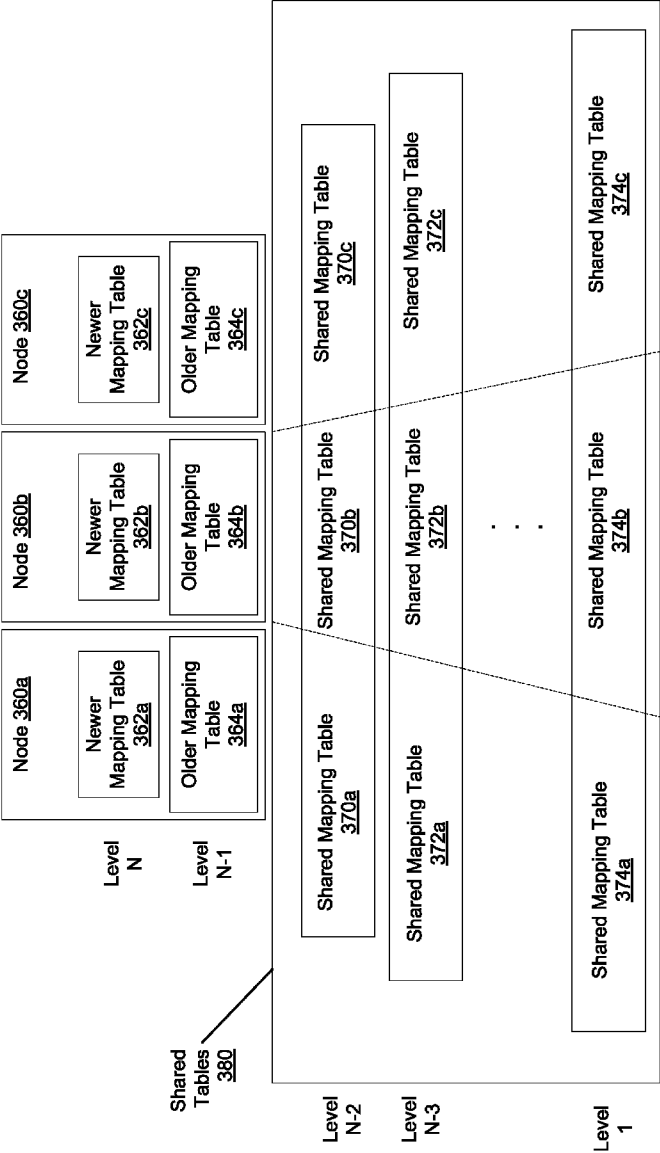 Node 360a
Newer
Mapping Table
362a
Older Mapping
Table
364a
Node 360b
Newer
Mapping Table
362b
Older Mapping
Table
364b
Node 360c
Newer
Mapping Table
362c
Older Mapping
Table
364c
Level
N
Level
N-1
Shared
Tables
380
Level
N-2
Shared Mapping Table
370a
Shared Mapping Table
370b
Shared Mapping Table
370c
Level
N-3
Shared Mapping Table
372a
Shared Mapping Table
372b
Shared Mapping Table
372c
. . .
Level
1
Shared Mapping Table
374a
Shared Mapping Table
374b
Shared Mapping Table
374c